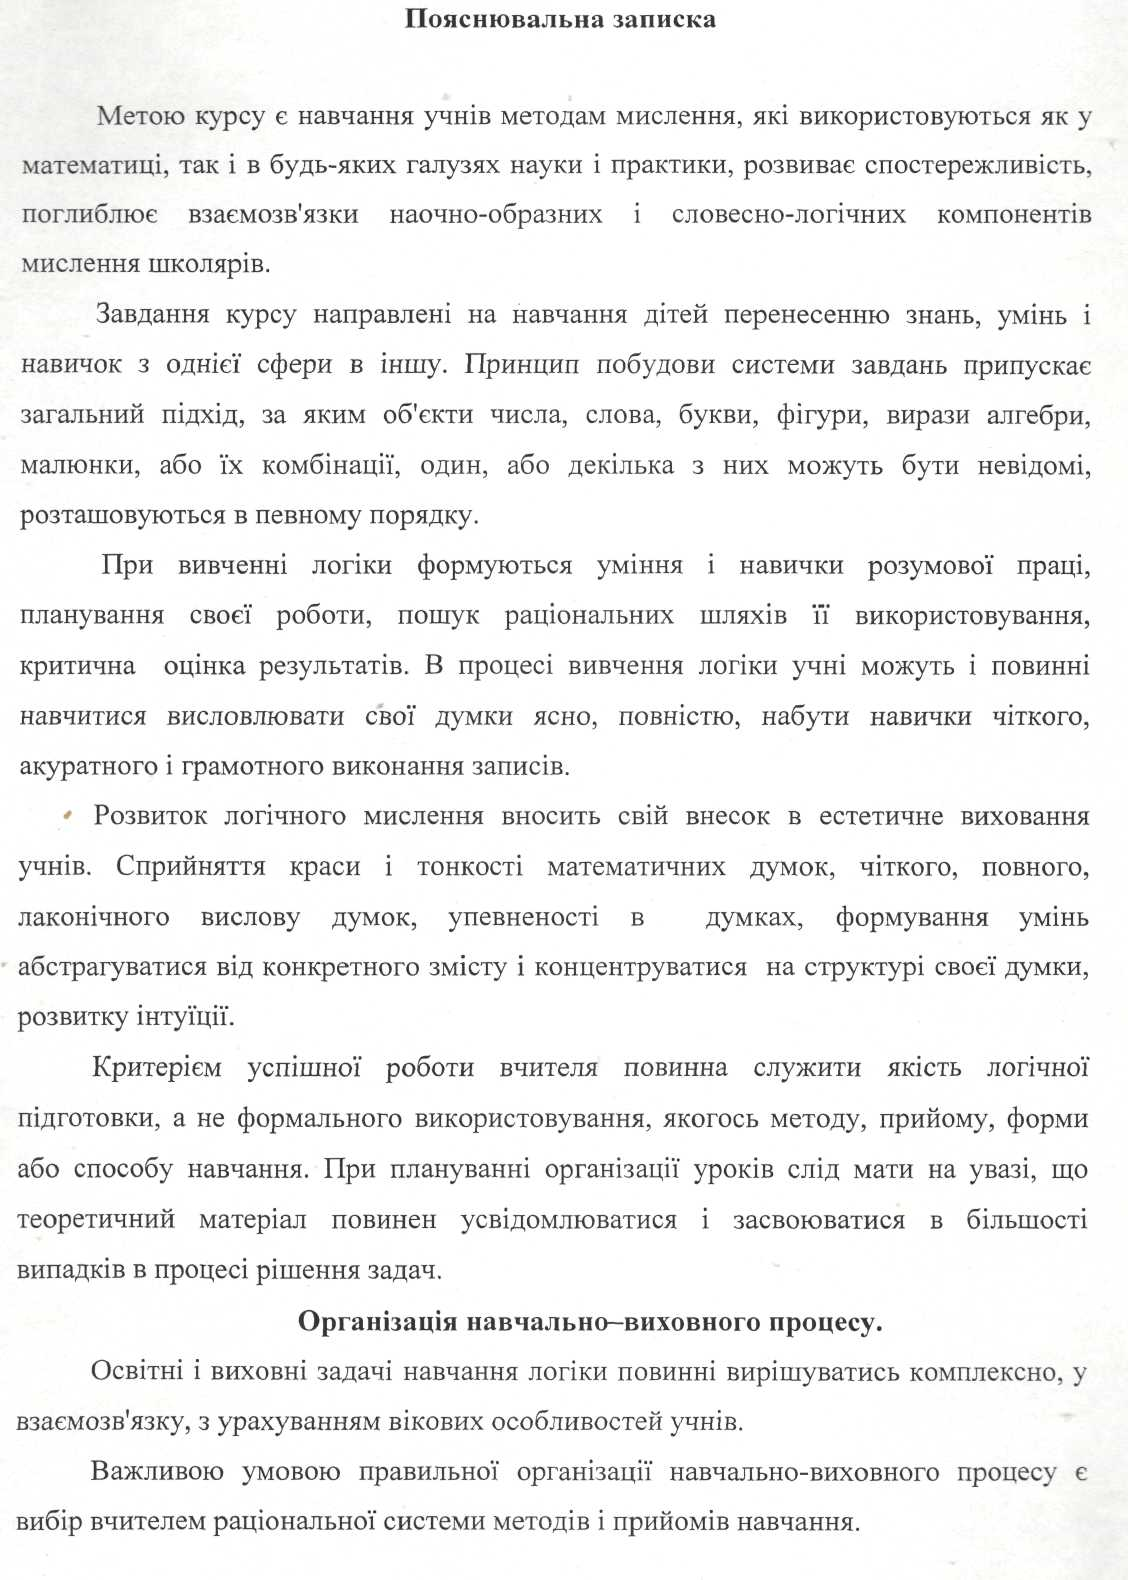 Пояснювальна записка
Метою курсу є навчання учнів методам мислення, які використовуються як у
математиці, так і в будь-яких галузях науки і практики, розвиває спостережливість,
поглиблює взаємозв'язки наочно-образних і словесно-логічних компонентів
мислення школярів.
Завдання курсу направлені на навчання дітей перенесенню знань, умінь і
навичок з однієї сфери в іншу. Принцип побудови системи завдань припускає
загальний підхід, за яким об'єкти числа, слова, букви, фігури, вирази алгебри,
малюнки, або їх комбінації, один, або декілька з них можуть бути невідомі,
розташовуються в певному порядку.
При вивченні логіки формуються уміння і навички розумової праці,
планування своєї роботи, пошук раціональних шляхів її використовування,
критична оцінка результатів. В процесі вивчення логіки учні можуть і повинні
навчитися висловлювати свої думки ясно, повністю, набути навички чіткого,
акуратного і грамотного виконання записів.
Розвиток логічного мислення вносить свій внесок в естетичне виховання
учнів. Сприйняття краси і тонкості математичних думок, чіткого, повного,
лаконічного вислову думок, упевненості в думках, формування умінь
абстрагуватися від конкретного змісту і концентруватися на структурі своєї думки,
розвитку інтуїції.
Критерієм успішної роботи вчителя повинна служити якість логічної
підготовки, а не формального використовування, якогось методу, прийому, форми
або способу навчання. При плануванні організації уроків слід мати на увазі, що
теоретичний матеріал повинен усвідомлюватися і засвоюватися в більшості
випадків в процесі рішення задач.
Організація навчально–виховного процесу.
Освітні і виховні задачі навчання логіки повинні вирішуватись комплексно, у
взаємозв'язку, з урахуванням вікових особливостей учнів.
Важливою умовою правильної організації навчально-виховного процесу є
вибір вчителем раціональної системи методів і прийомів навчання.